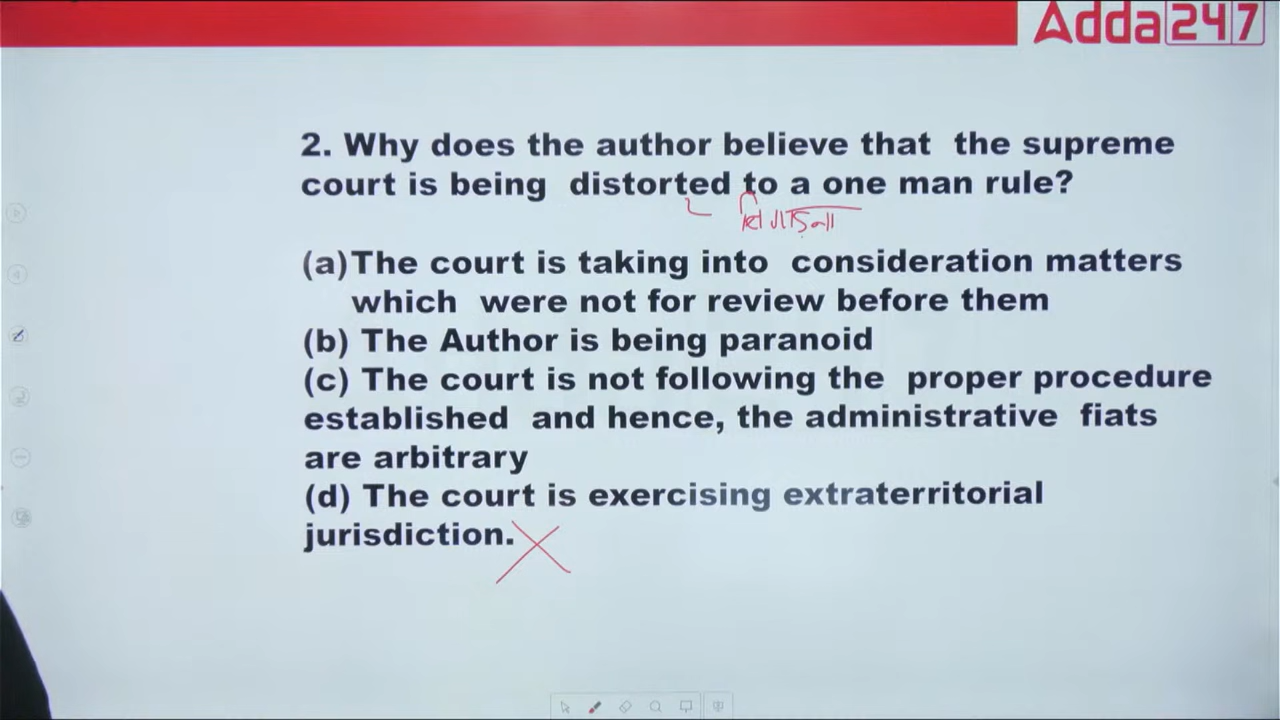 Adda247
2. Why does the author believe that the supreme
court is being distorted to a one man rule?
(a)The court is taking into consideration matters
which were not for review before them
(b) The Author is being paranoid
(c) The court is not following the proper procedure
established and hence, the administrative fiats
are arbitrary
(d) The court is exercising extraterritorial
jurisdiction.